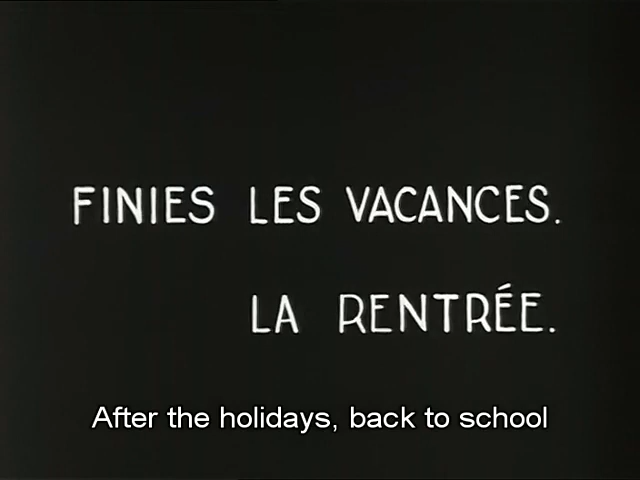 FINIES LES VACANCES.
LA RENTRÉE.
After the holidays, back to school